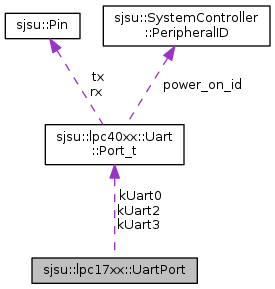 sjsu::Pin
sjsu::SystemController
::PeripheralID
tx
rx
power_on_id
sjsu::lpc40xx::Uart
::Port_t
kUart0
kUart2
kUart3
sjsu::lpc17xx::UartPort